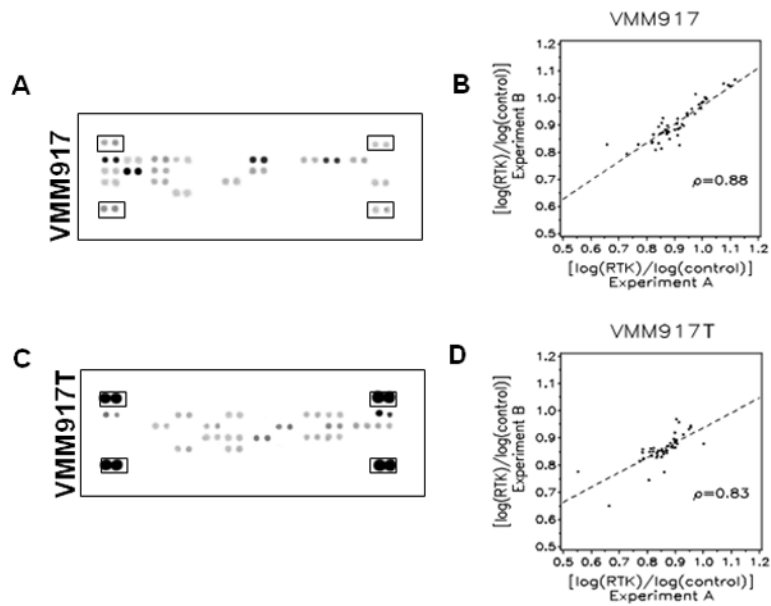 A
VMM917
VMM917
B
[log(RTK)/log(control)]
Experiment B
1.2
1.1
1.0
0.9
0.8
0.7
0.6
0.5
ρ=0.88
0.5 0.6 0.7 0.8 0.9 1.0 1.1 1.2
[log(RTK)/log(control)]
Experiment A
C
VMM917T
VMM917T
D
[log(RTK)/log(control)]
Experiment B
1.2
1.1
1.0
0.9
0.8
0.7
0.6
0.5
ρ=0.83
0.5 0.6 0.7 0.8 0.9 1.0 1.1 1.2
[log(RTK)/log(control)]
Experiment A